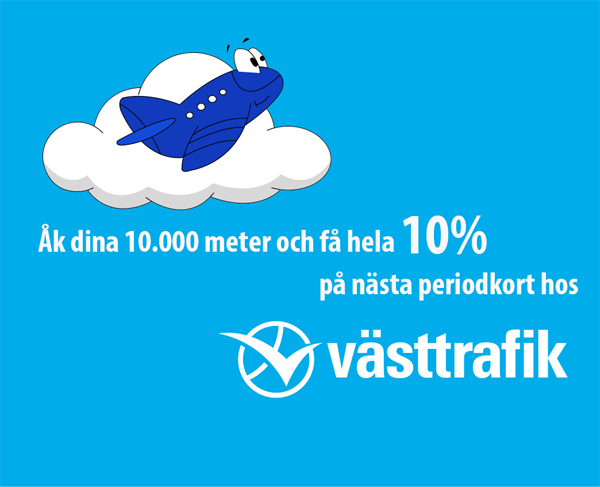 Åk dina 10.000 meter och få hela 10%
på nästa periodkort hos
västtrafik